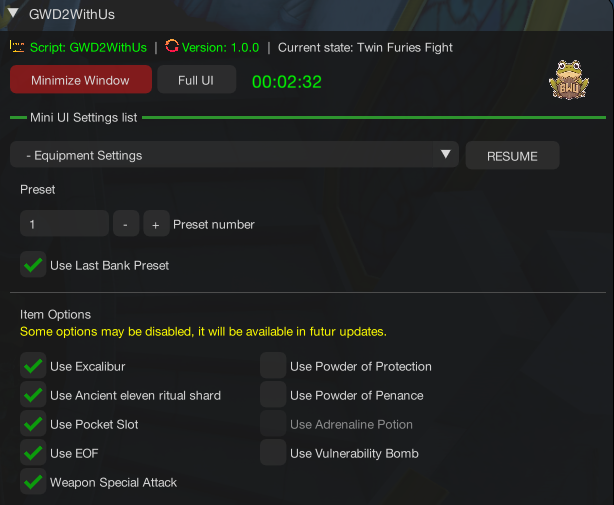 GWD2WithUs
Script: GWD2WithUs | Version: 1.0.0 | Current state: Twin Furies Fight
Minimize Window Full UI 00:02:32
BWU
Mini UI Settings list
- Equipment Settings RESUME
Preset
1 - + Preset number
Use Last Bank Preset
Item Options
Some options may be disabled, it will be available in futur updates.
Use Excalibur Use Powder of Protection
Use Ancient eleven ritual shard Use Powder of Penance
Use Pocket Slot Use Adrenaline Potion
Use EOF Use Vulnerability Bomb
Weapon Special Attack